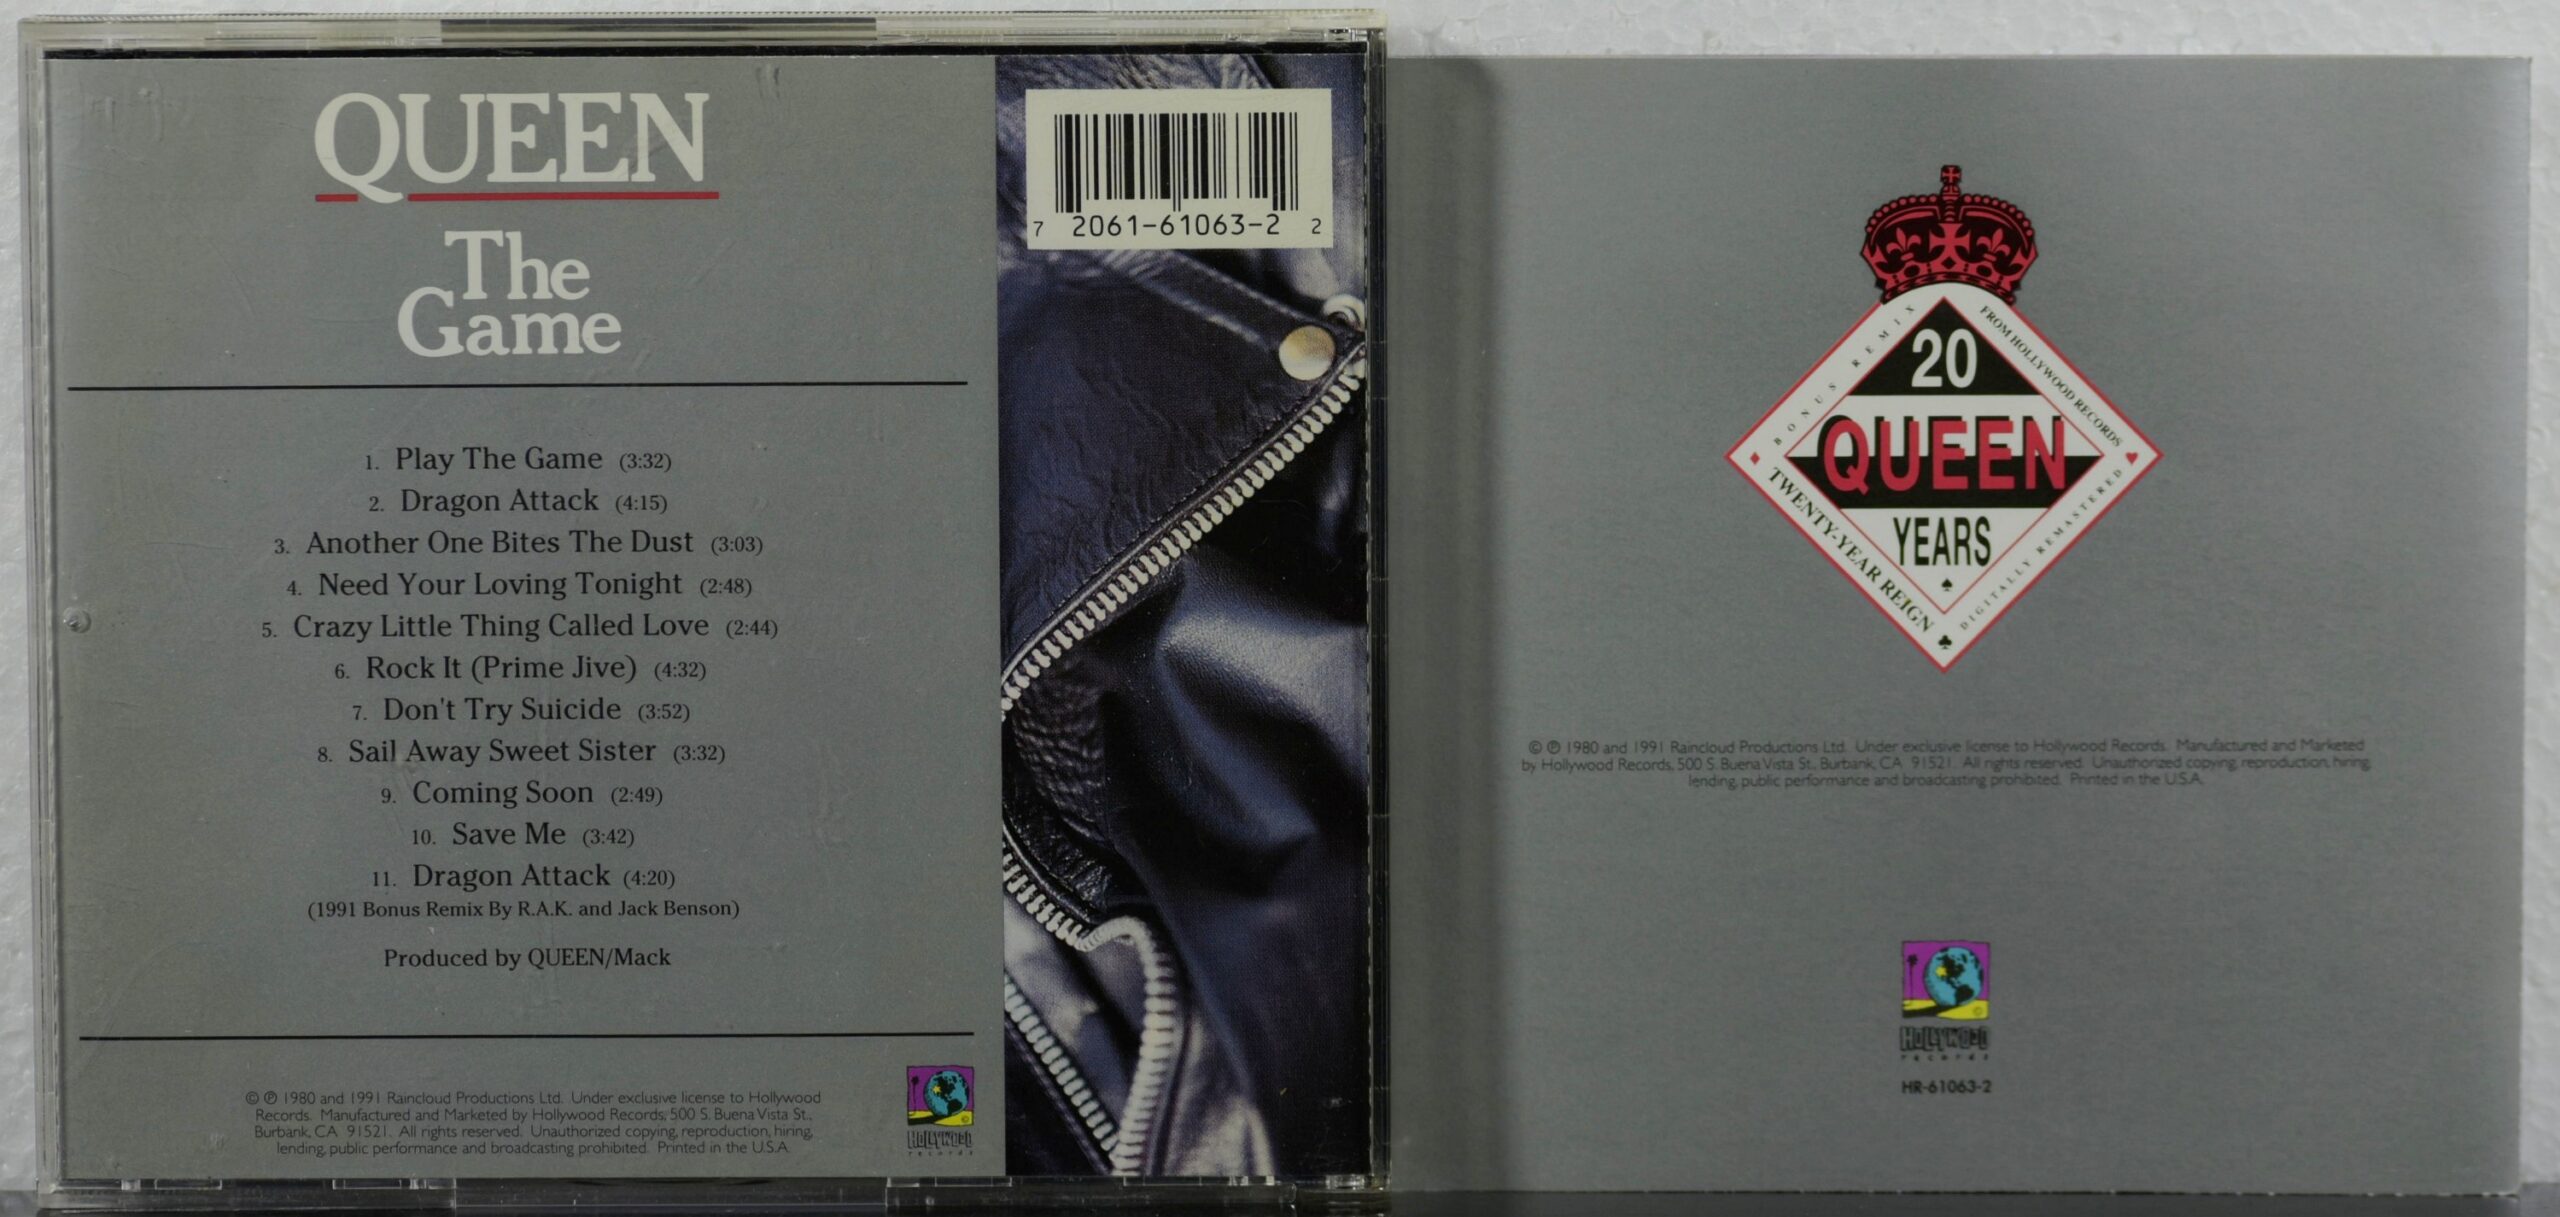 QUEEN
The
Game
1. Play The Game (3:32)
2. Dragon Attack (4:15)
3. Another One Bites The Dust (3:03)
4. Need Your Loving Tonight (2:48)
5. Crazy Little Thing Called Love (2:44)
6. Rock It (Prime Jive) (4:32)
7. Don't Try Suicide (3:52)
8. Sail Away Sweet Sister (3:32)
9. Coming Soon (2:49)
10. Save Me (3:42)
11. Dragon Attack (4:20)
(1991 Bonus Remix By R.A.K. and Jack Benson)
Produced by QUEEN/Mack
© ℗ 1980 and 1991 Raincloud Productions Ltd. Under exclusive license to Hollywood
Records. Manufactured and Marketed by Hollywood Records, 500 S. Buena Vista St.,
Burbank, CA 91521. All rights reserved. Unauthorized copying, reproduction, hiring,
lending, public performance and broadcasting prohibited. Printed in the U.S.A.
HOLLYWOOD
records
7 2061-61063-2 2
BONUS REMIX
FROM HOLLYWOOD RECORDS
20
QUEEN
YEARS
TWENTY-YEAR REIGN
DIGITALLY REMASTERED
© ℗ 1980 and 1991 Raincloud Productions Ltd. Under exclusive license to Hollywood Records. Manufactured and Marketed
by Hollywood Records, 500 S. Buena Vista St., Burbank, CA 91521. All rights reserved. Unauthorized copying, reproduction, hiring,
lending, public performance and broadcasting prohibited. Printed in the U.S.A.
HOLLYWOOD
records
HR-61063-2